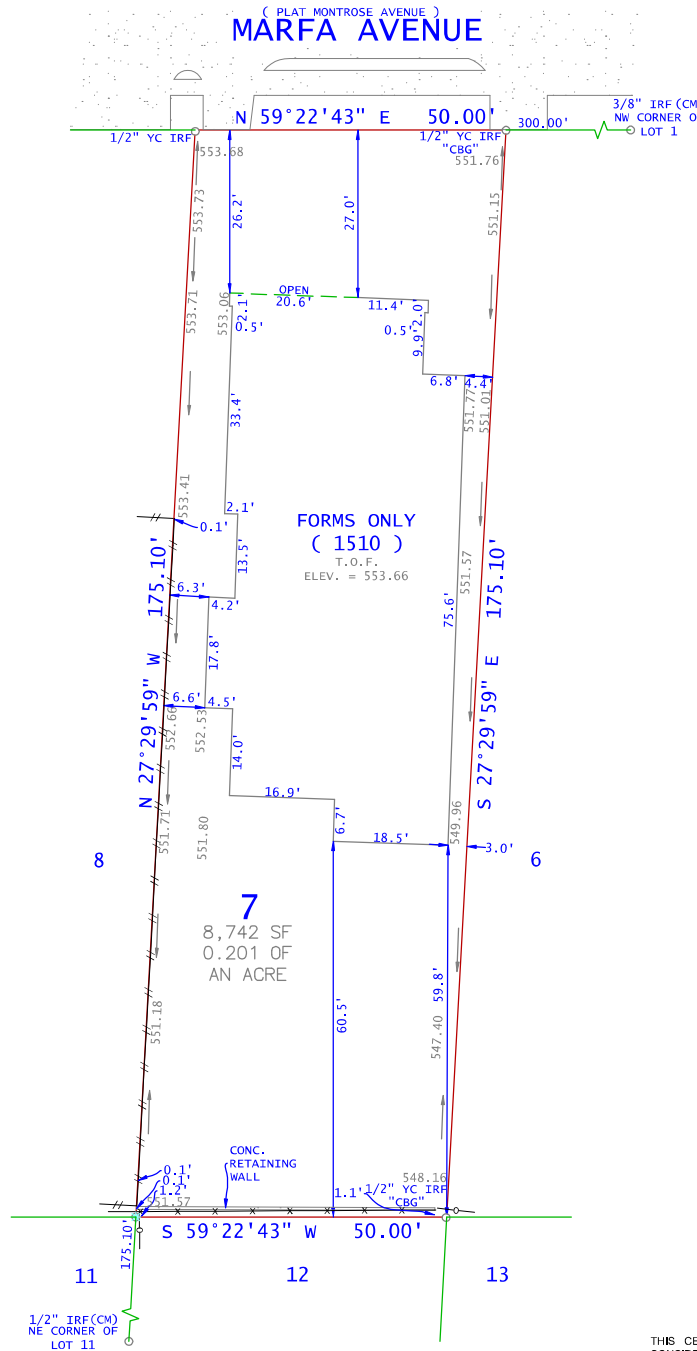 ( PLAT MONTROSE AVENUE )
MARFA AVENUE
3/8" IRF (CM
NW CORNER O
LOT 1
N 59°22'43" E 50.00'
300.00'
1/2" YC IRF
1/2" YC IRF
"CBG"
553.68
551.76
553.73
26.2'
27.0'
551.15
553.71
553.06
2.1'
0.5'
OPEN
20.6'
11.4'
2.0'
0.5'
9.9'
6.8'
4.4'
551.77
551.01
33.4'
553.41
2.1'
0.1'
13.5'
FORMS ONLY
( 1510 )
T.O.F.
ELEV. = 553.66
551.57
75.6'
N 27°29'59" W 175.10'
S 27°29'59" E 175.10'
6.3'
4.2'
17.8'
6.6'
4.5'
552.66
552.53
14.0'
16.9'
6.7'
18.5'
549.96
3.0'
551.71
551.80
8
6
7
8,742 SF
0.201 OF
AN ACRE
60.5'
59.8'
547.40
551.18
CONC.
RETAINING
WALL
0.1'
0.1'
1.2'
551.57
548.16
1.1'
1/2" YC IRF
"CBG"
S 59°22'43" W 50.00'
175.10'
11
12
13
1/2" IRF(CM)
NE CORNER OF
LOT 11
THIS CE